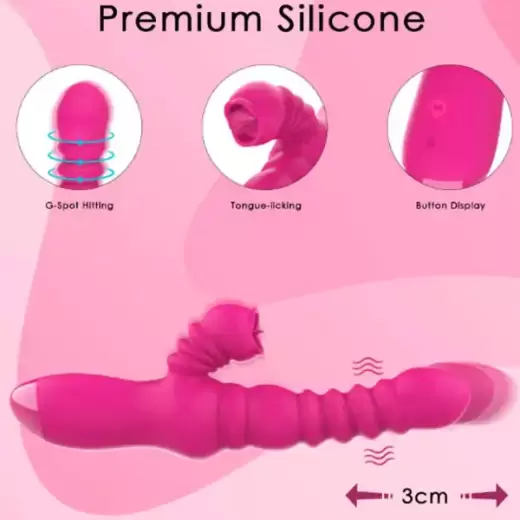 Premium Silicone
G-Spot Hitting
Tongue-licking
Button Display
3cm